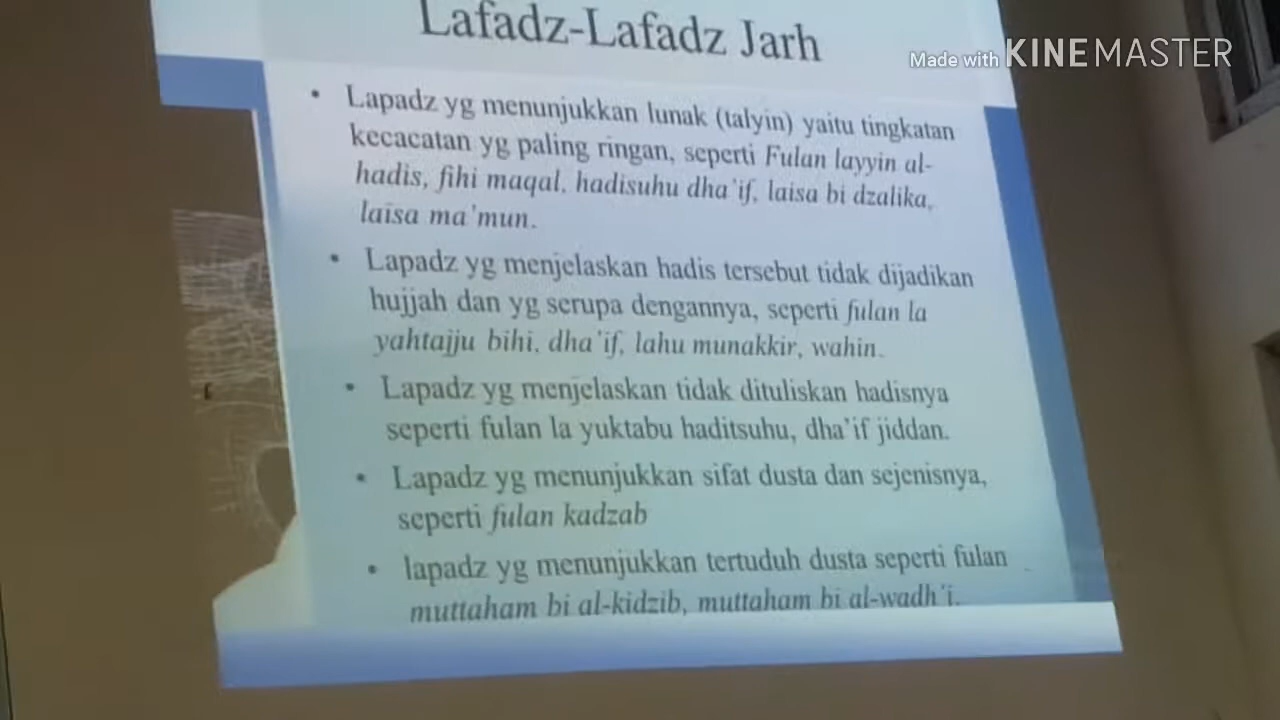 Lafadz-Lafadz Jarh
Made with KINEMASTER
• Lapadz yg menunjukkan lunak (talyin) yaitu tingkatan
kecacatan yg paling ringan, seperti Fulan layyin al-
hadis, fihi maqal, hadisuhu dha'if, laisa bi dzalika,
laisa ma'mun.
• Lapadz yg menjelaskan hadis tersebut tidak dijadikan
hujjah dan yg serupa dengannya, seperti fulan la
yahtajju bihi, dha'if, lahu munakkir, wahin.
• Lapadz yg menjelaskan tidak dituliskan hadisnya
seperti fulan la yuktabu haditsuhu, dha'if jiddan.
• Lapadz yg menunjukkan sifat dusta dan sejenisnya,
seperti fulan kadzab
• lapadz yg menunjukkan tertuduh dusta seperti fulan
muttaham bi al-kidzib, muttaham bi al-wadh'i.